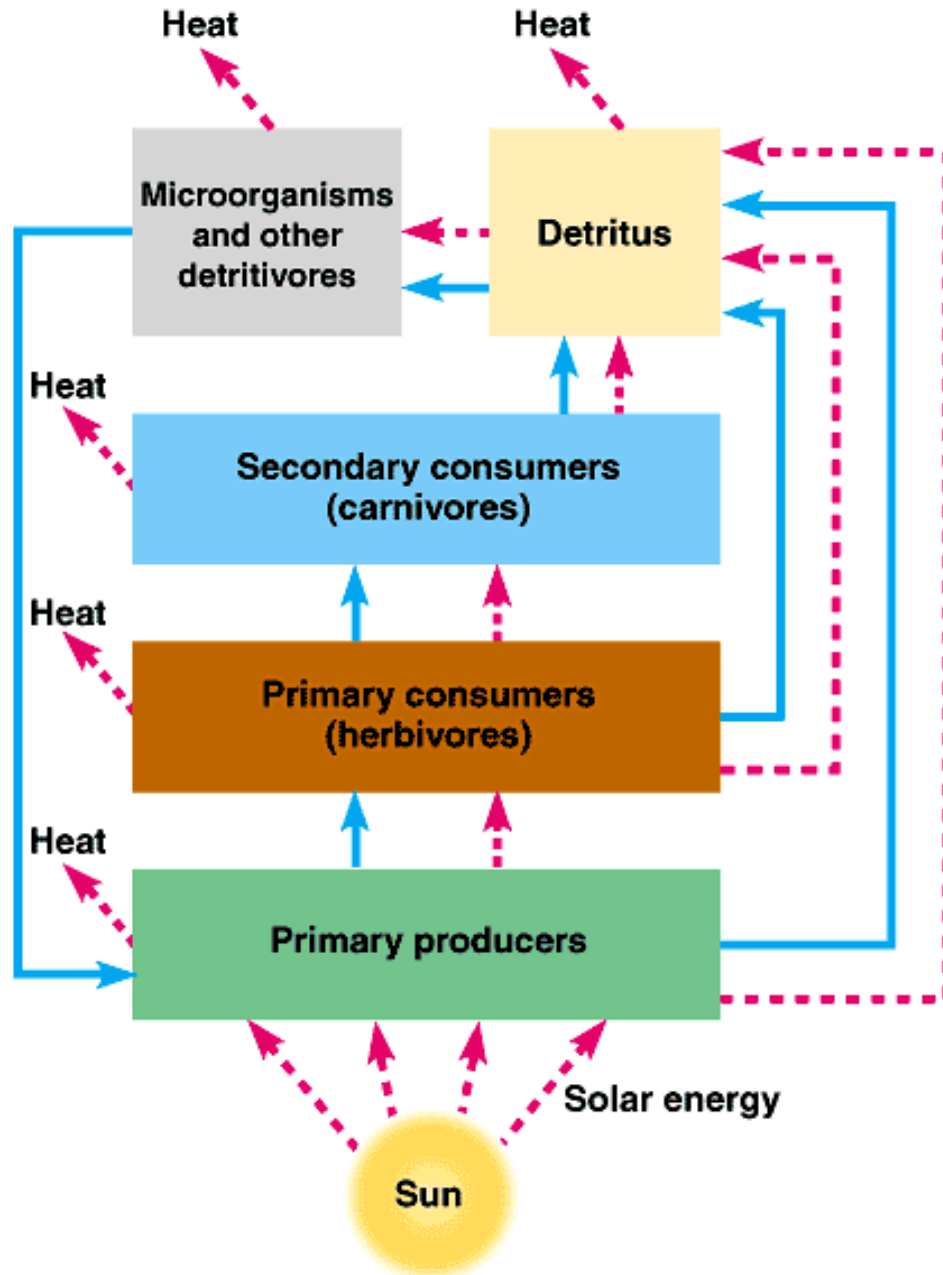 Heat
Heat
Microorganisms
and other
detritivores
Detritus
Heat
Secondary consumers
(carnivores)
Heat
Primary consumers
(herbivores)
Heat
Primary producers
Solar energy
Sun